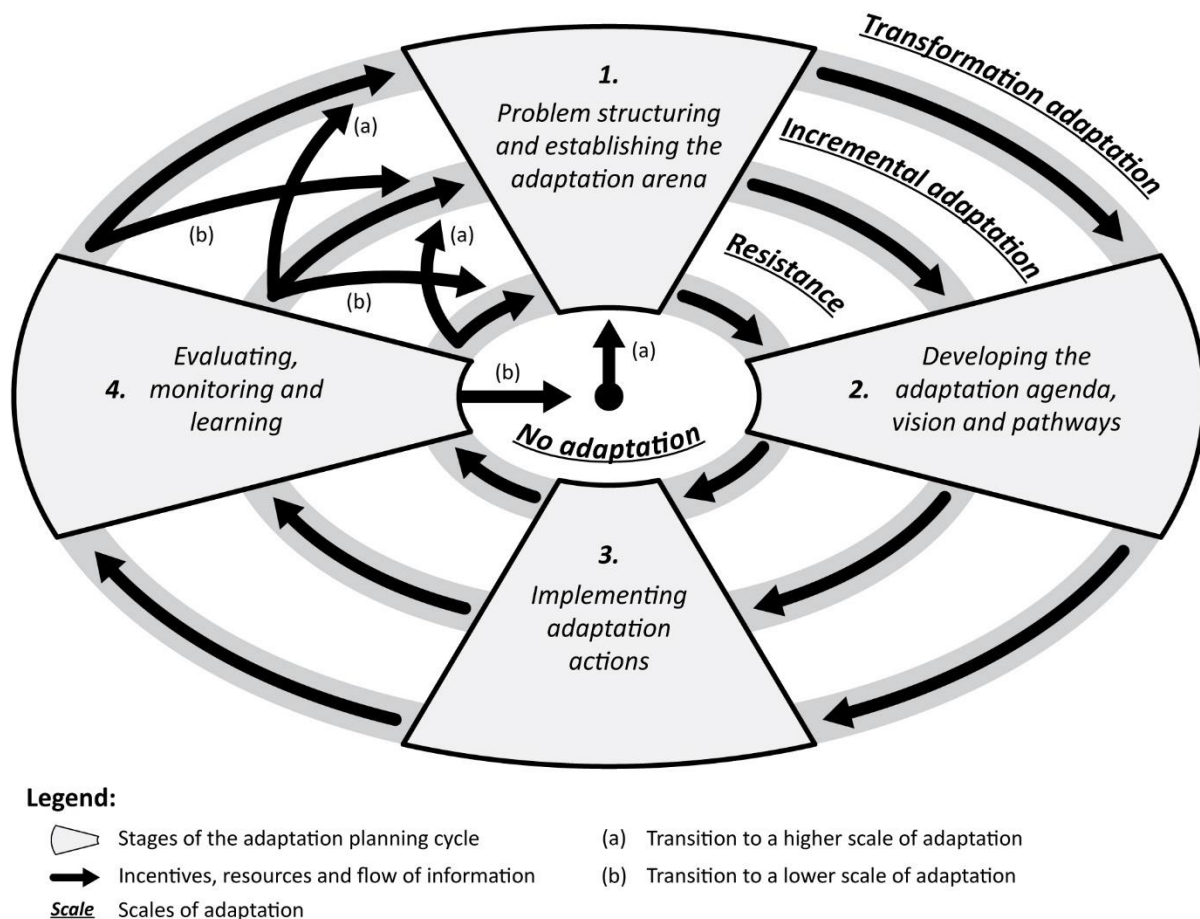 Transformation adaptation
Incremental adaptation
Resistance
No adaptation
1.
Problem structuring
and establishing the
adaptation arena
2.
Developing the
adaptation agenda,
vision and pathways
3.
Implementing
adaptation
actions
4.
Evaluating,
monitoring and
learning
(a)
(b)
(a)
(b)
(a)
(b)
Legend:
Stages of the adaptation planning cycle
Incentives, resources and flow of information
Scale Scales of adaptation
(a) Transition to a higher scale of adaptation
(b) Transition to a lower scale of adaptation